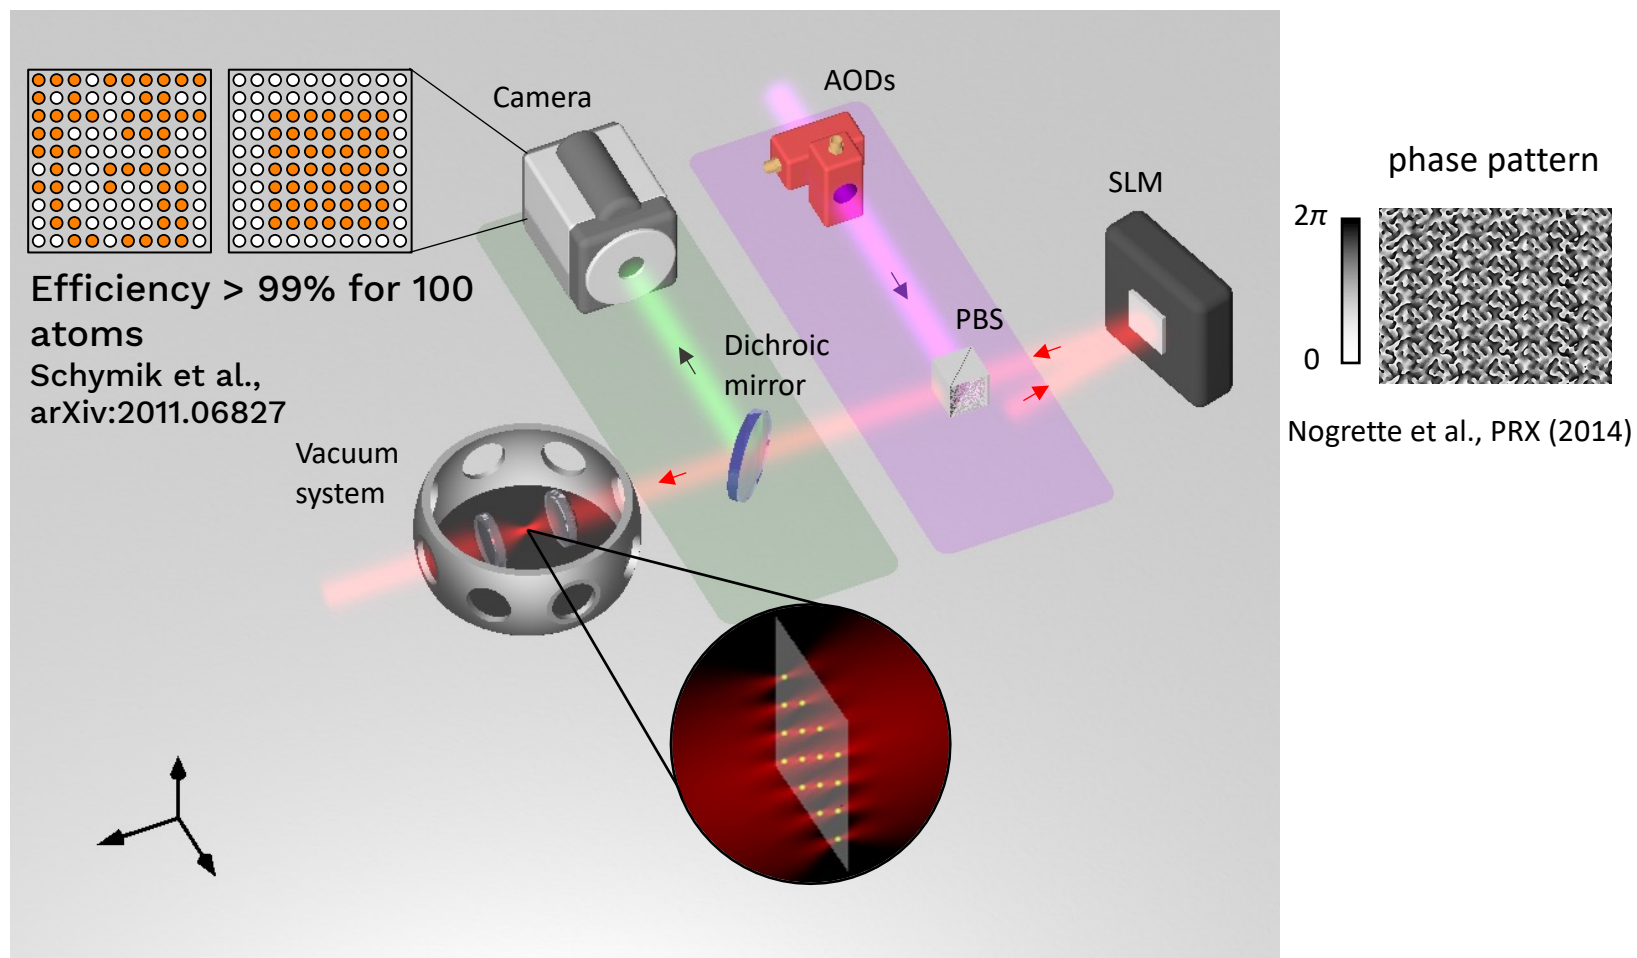 Camera
AODs
SLM
phase pattern
2π
0
Nogrette et al., PRX (2014)
Efficiency > 99% for 100
atoms
Schymik et al.,
arXiv:2011.06827
PBS
Dichroic
mirror
Vacuum
system